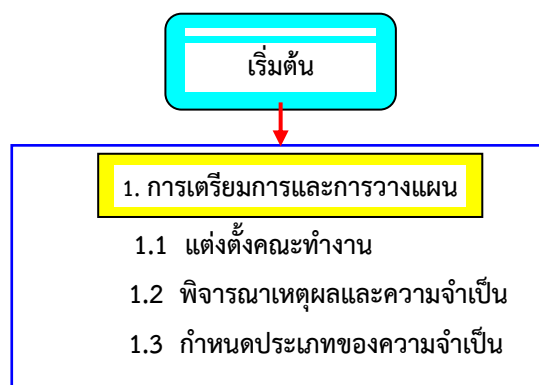 เริ่มต้น
1. การเตรียมการและการวางแผน
1.1 แต่งตั้งคณะทำงาน
1.2 พิจารณาเหตุผลและความจำเป็น
1.3 กำหนดประเภทของความจำเป็น